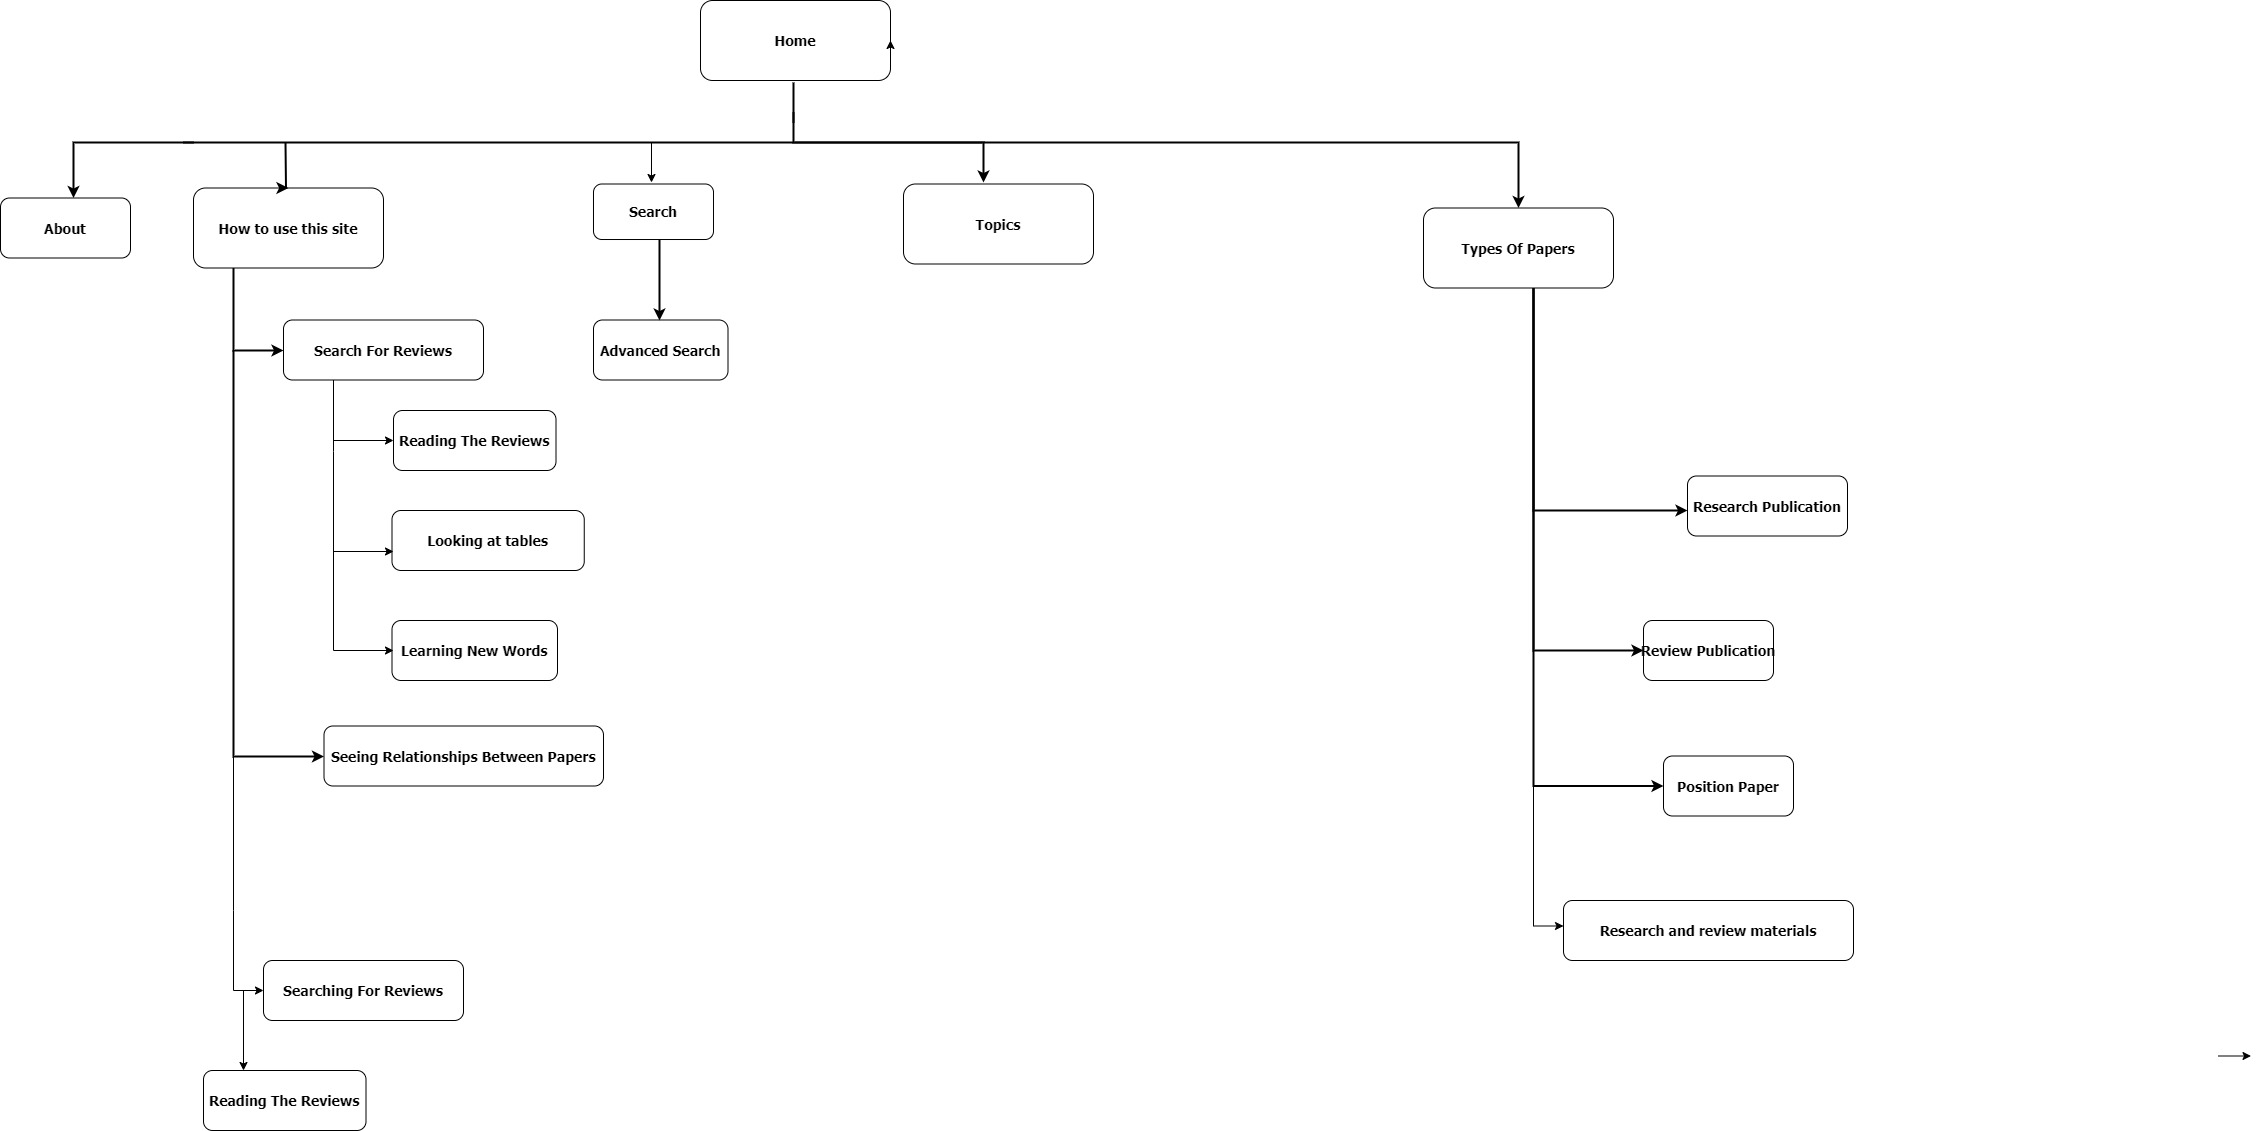 Home
About
How to use this site
Search
Topics
Types Of Papers
Search For Reviews
Advanced Search
Reading The Reviews
Looking at tables
Learning New Words
Seeing Relationships Between Papers
Searching For Reviews
Reading The Reviews
Research Publication
Review Publication
Position Paper
Research and review materials